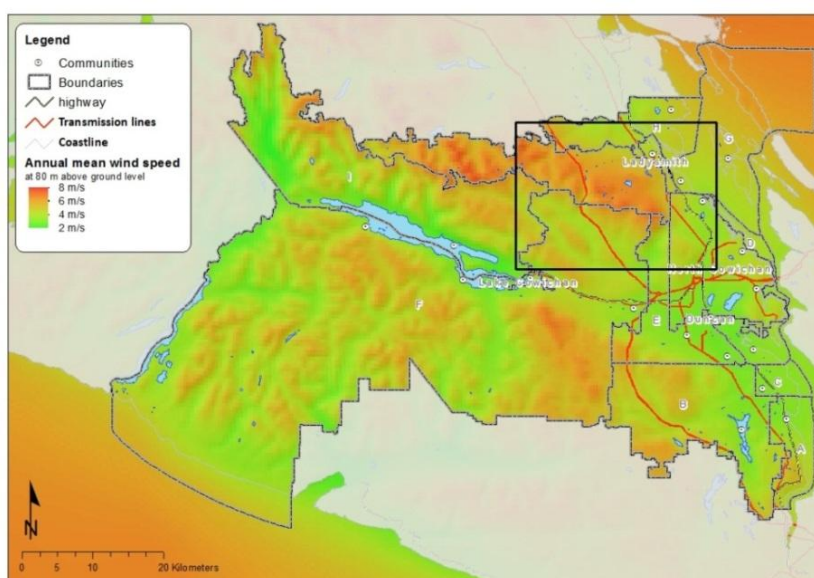 Legend
Communities
Boundaries
highway
Transmission lines
Coastline
Annual mean wind speed
at 80 m above ground level
8 m/s
6 m/s
4 m/s
2 m/s
H
G
Ladysmith
I
D
North Cowichan
Lake Cowichan
F
E
Duncan
B
A
N
0 5 10 20 Kilometers